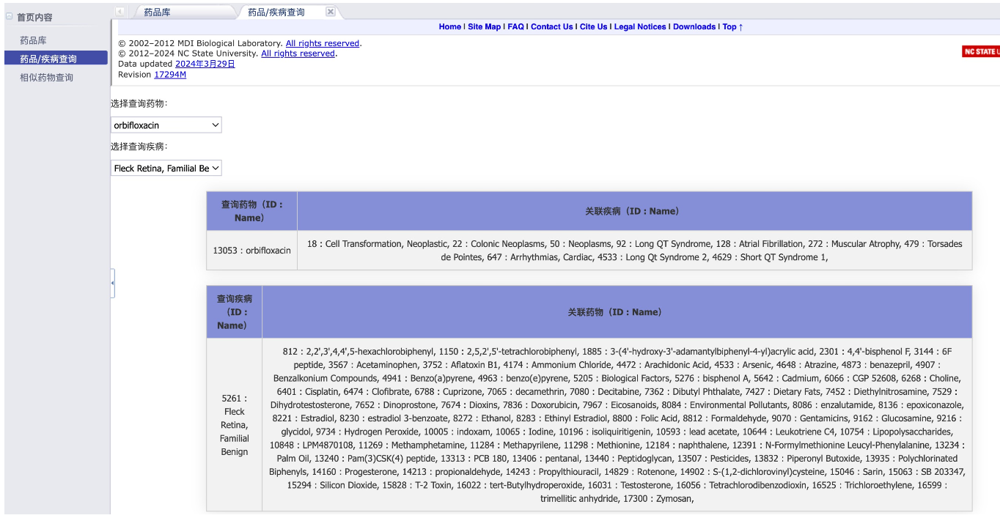 首页内容
药品库
药品/疾病查询
相似药物查询
药品库
药品/疾病查询
Home | Site Map | FAQ | Contact Us | Cite Us | Legal Notices | Downloads | Top ↑
© 2002–2012 MDI Biological Laboratory. All rights reserved.
© 2012–2024 NC State University. All rights reserved.
Data updated 2024年3月29日
Revision 17294M
NC STATE U
选择查询药物：
orbifloxacin
选择查询疾病：
Fleck Retina, Familial Be
查询药物（ID :
Name）
关联疾病（ID : Name）
13053 : orbifloxacin
18 : Cell Transformation, Neoplastic, 22 : Colonic Neoplasms, 50 : Neoplasms, 92 : Long QT Syndrome, 128 : Atrial Fibrillation, 272 : Muscular Atrophy, 479 : Torsades
de Pointes, 647 : Arrhythmias, Cardiac, 4533 : Long Qt Syndrome 2, 4629 : Short QT Syndrome 1,
查询疾病
（ID :
Name）
关联药物（ID : Name）
5261 :
Fleck
Retina,
Familial
Benign
812 : 2,2',3',4,4',5-hexachlorobiphenyl, 1150 : 2,5,2',5'-tetrachlorobiphenyl, 1885 : 3-(4'-hydroxy-3'-adamantylbiphenyl-4-yl)acrylic acid, 2301 : 4,4'-bisphenol F, 3144 : 6F
peptide, 3567 : Acetaminophen, 3752 : Aflatoxin B1, 4174 : Ammonium Chloride, 4472 : Arachidonic Acid, 4533 : Arsenic, 4648 : Atrazine, 4873 : benazepril, 4907 :
Benzalkonium Compounds, 4941 : Benzo(a)pyrene, 4963 : benzo(e)pyrene, 5205 : Biological Factors, 5276 : bisphenol A, 5642 : Cadmium, 6066 : CGP 52608, 6268 : Choline,
6401 : Cisplatin, 6474 : Clofibrate, 6788 : Cuprizone, 7065 : decamethrin, 7080 : Decitabine, 7362 : Dibutyl Phthalate, 7427 : Dietary Fats, 7452 : Diethylnitrosamine, 7529 :
Dihydrotestosterone, 7652 : Dinoprostone, 7674 : Dioxins, 7836 : Doxorubicin, 7967 : Eicosanoids, 8084 : Environmental Pollutants, 8086 : enzalutamide, 8136 : epoxiconazole,
8221 : Estradiol, 8230 : estradiol 3-benzoate, 8272 : Ethanol, 8283 : Ethinyl Estradiol, 8800 : Folic Acid, 8812 : Formaldehyde, 9070 : Gentamicins, 9162 : Glucosamine, 9216 :
glycidol, 9734 : Hydrogen Peroxide, 10005 : indoxam, 10065 : Iodine, 10196 : isoliquiritigenin, 10593 : lead acetate, 10644 : Leukotriene C4, 10754 : Lipopolysaccharides,
10848 : LPM4870108, 11269 : Methamphetamine, 11284 : Methapyrilene, 11298 : Methionine, 12184 : naphthalene, 12391 : N-Formylmethionine Leucyl-Phenylalanine, 13234 :
Palm Oil, 13240 : Pam(3)CSK(4) peptide, 13313 : PCB 180, 13406 : pentanal, 13440 : Peptidoglycan, 13507 : Pesticides, 13832 : Piperonyl Butoxide, 13935 : Polychlorinated
Biphenyls, 14160 : Progesterone, 14213 : propionaldehyde, 14243 : Propylthiouracil, 14829 : Rotenone, 14902 : S-(1,2-dichlorovinyl)cysteine, 15046 : Sarin, 15063 : SB 203347,
15294 : Silicon Dioxide, 15828 : T-2 Toxin, 16022 : tert-Butylhydroperoxide, 16031 : Testosterone, 16056 : Tetrachlorodibenzodioxin, 16525 : Trichloroethylene, 16599 :
trimellitic anhydride, 17300 : Zymosan,